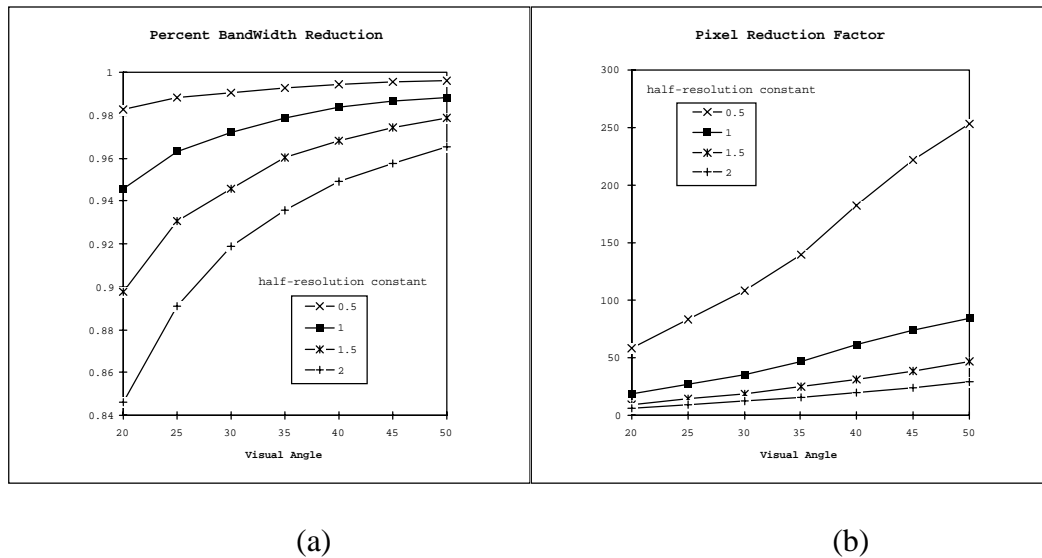 Percent BandWidth Reduction
1
0.98
0.96
0.94
0.92
0.9
0.88
0.86
0.84
half-resolution constant
0.5
1
1.5
2
20 25 30 35 40 45 50
Visual Angle
Pixel Reduction Factor
300
250
200
150
100
50
0
half-resolution constant
0.5
1
1.5
2
20 25 30 35 40 45 50
Visual Angle
(a) (b)